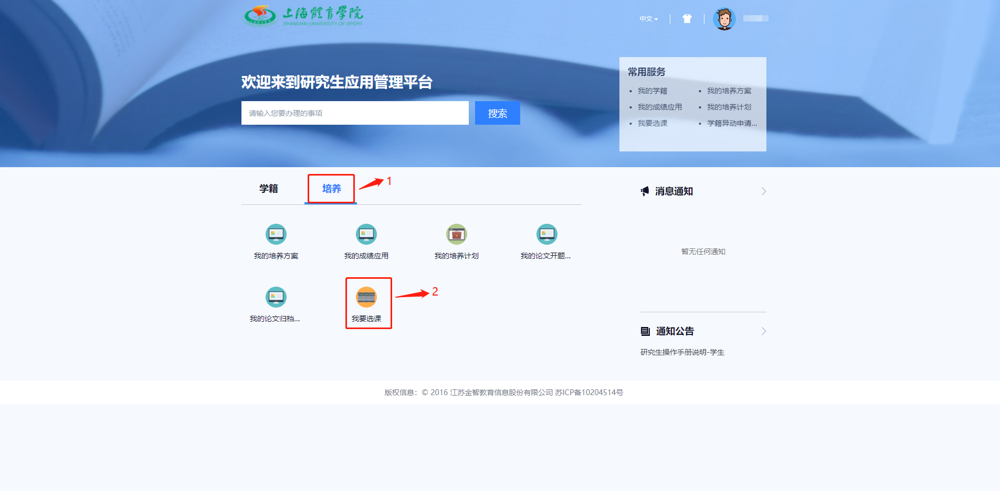 上海體育學院
SHANGHAI UNIVERSITY OF SPORT
中文
欢迎来到研究生应用管理平台
请输入您要办理的事项
搜索
常用服务
我的学籍
我的培养方案
我的成绩应用
我的培养计划
我要选课
学籍异动申请...
学籍
培养
1
我的培养方案
我的成绩应用
我的培养计划
我的论文开题...
我的论文归档...
我要选课
2
消息通知
暂无任何通知
通知公告
研究生操作手册说明-学生
版权信息：© 2016 江苏金智教育信息股份有限公司 苏ICP备10204514号